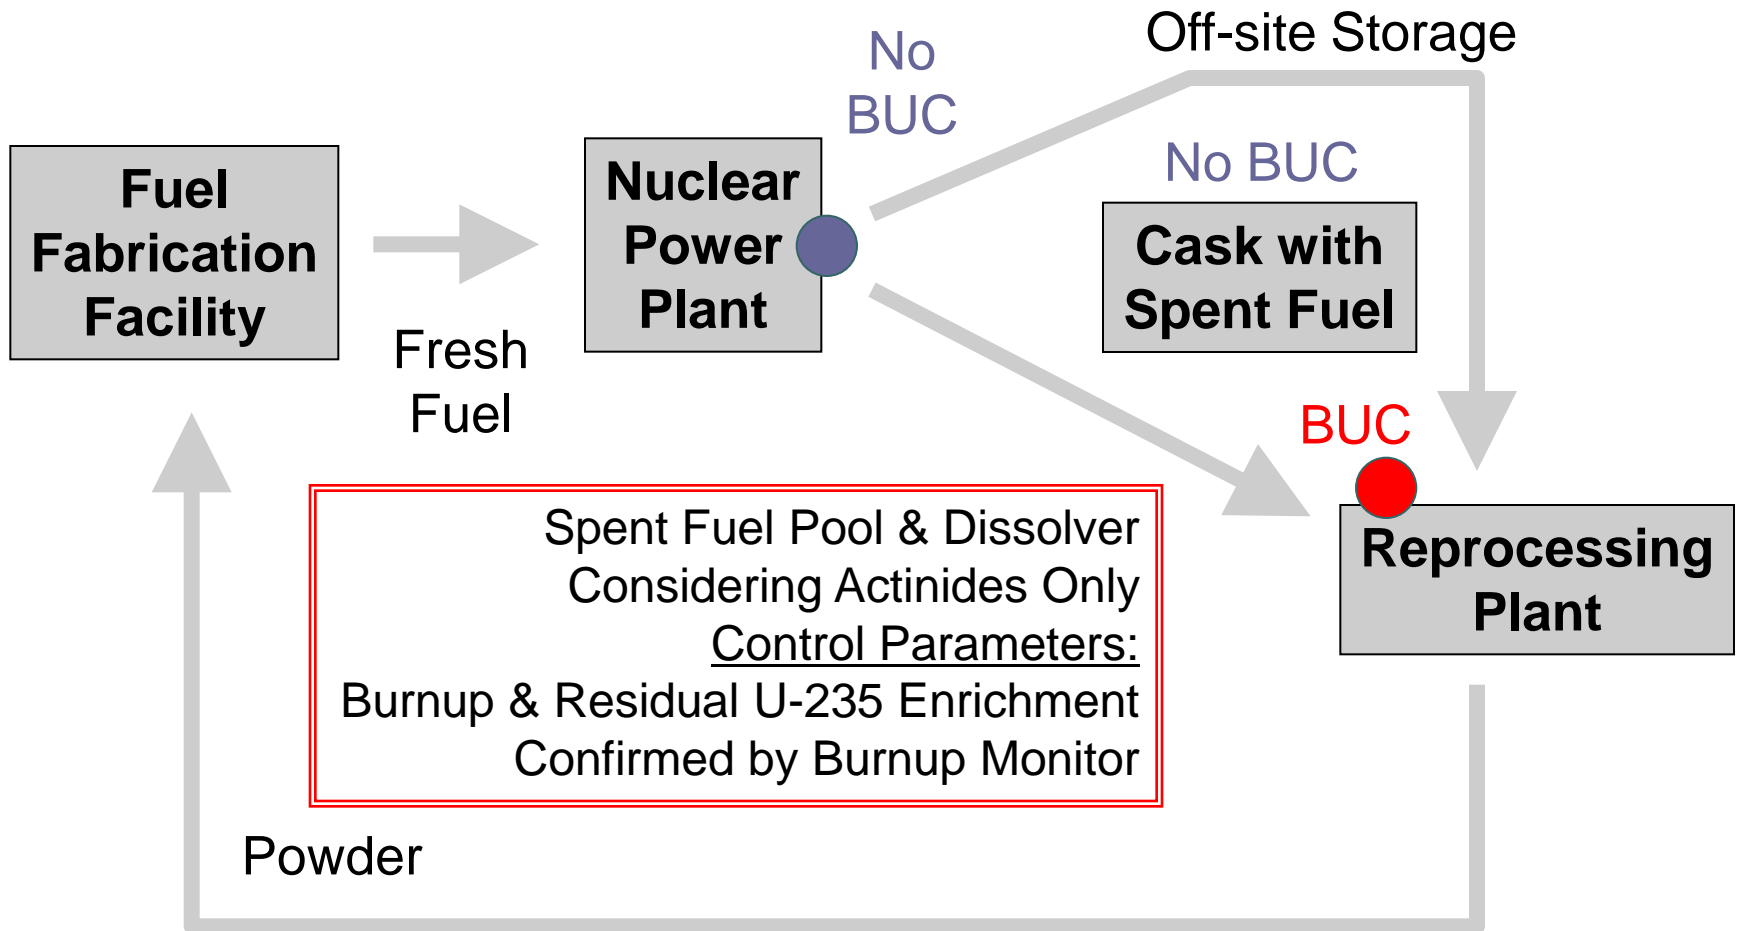 Off-site Storage
No
BUC
No BUC
Fuel
Fabrication
Facility
Nuclear
Power
Plant
Cask with
Spent Fuel
Fresh
Fuel
BUC
Reprocessing
Plant
Spent Fuel Pool & Dissolver
Considering Actinides Only
Control Parameters:
Burnup & Residual U-235 Enrichment
Confirmed by Burnup Monitor
Powder